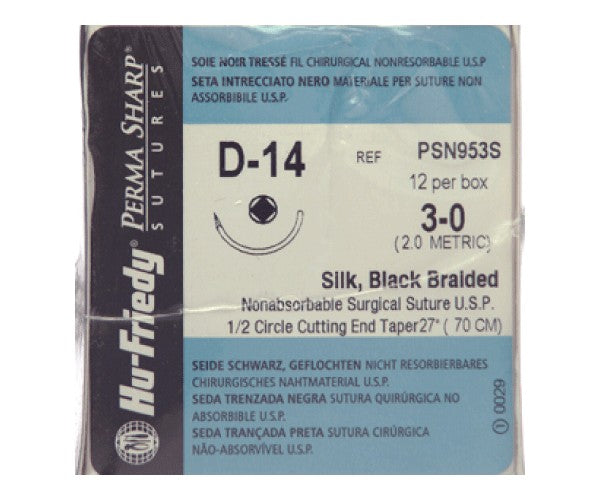 Hu-Friedy® PERMA SHARP®
SUTURES
SOIE NOIR TRESSÉ FIL CHIRURGICAL NONRESORBABLE U.S.P
SETA INTRECCIATO NERO MATERIALE PER SUTURE NON
ASSORBIBILE U.S.P.
D-14
REF PSN953S
12 per box
3-0
(2.0 METRIC)
Silk, Black Braided
Nonabsorbable Surgical Suture U.S.P.
1/2 Circle Cutting End Taper27" ( 70 CM)
SEIDE SCHWARZ, GEFLOCHTEN NICHT RESORBIERBARES
CHIRURGISCHES NAHTMATERIAL U.S.P.
SEDA TRENZADA NEGRA SUTURA QUIRÚRGICA NO
ABSORBIBLE U.S.P.
SEDA TRANÇADA PRETA SUTURA CIRÚRGICA
NÃO-ABSORVÍVEL U.S.P.
0029